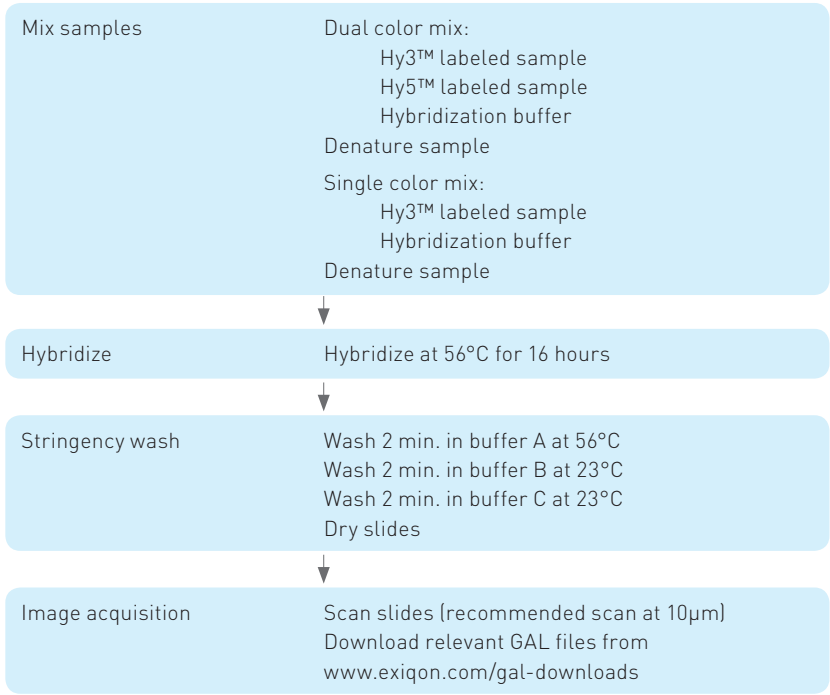 Mix samples
Dual color mix:
Hy3™ labeled sample
Hy5™ labeled sample
Hybridization buffer
Denature sample
Single color mix:
Hy3™ labeled sample
Hybridization buffer
Denature sample
Hybridize
Hybridize at 56°C for 16 hours
Stringency wash
Wash 2 min. in buffer A at 56°C
Wash 2 min. in buffer B at 23°C
Wash 2 min. in buffer C at 23°C
Dry slides
Image acquisition
Scan slides (recommended scan at 10µm)
Download relevant GAL files from
www.exiqon.com/gal-downloads